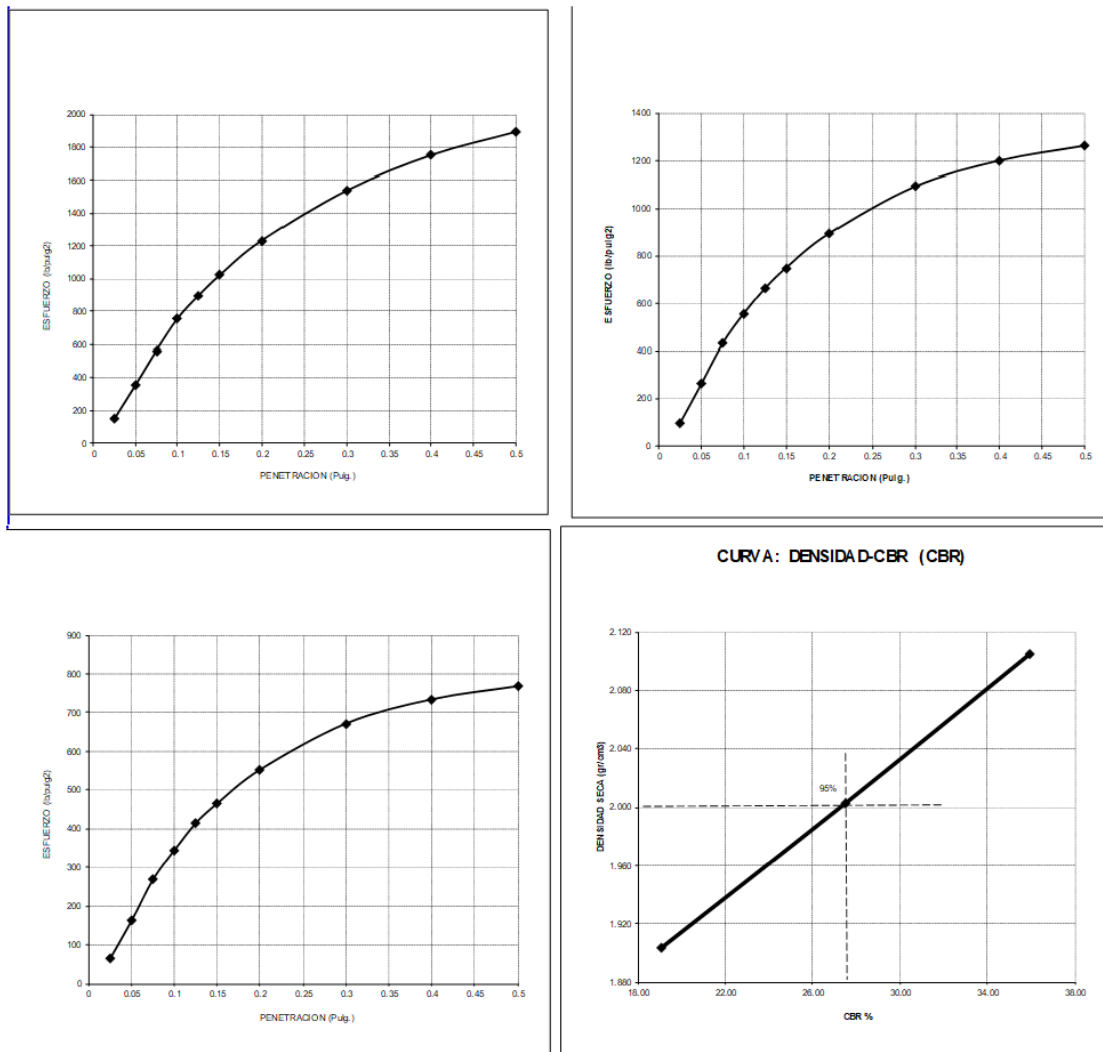 2000
1800
1600
1400
1200
1000
800
600
400
200
0
0 0.05 0.1 0.15 0.2 0.25 0.3 0.35 0.4 0.45 0.5
ESFUERZO (lb/pulg2)
PENETRACION (Pulg.)
1400
1200
1000
800
600
400
200
0
0 0.05 0.1 0.15 0.2 0.25 0.3 0.35 0.4 0.45 0.5
ESFUERZO (lb/pulg2)
PENETRACION (Pulg.)
900
800
700
600
500
400
300
200
100
0
0 0.05 0.1 0.15 0.2 0.25 0.3 0.35 0.4 0.45 0.5
ESFUERZO (lb/pulg2)
PENETRACION (Pulg.)
CURVA: DENSIDAD-CBR (CBR)
2.120
2.080
2.040
2.000
1.960
1.920
1.880
95%
18.00 22.00 26.00 30.00 34.00 38.00
DENSIDAD SECA (gr/cm3)
CBR %